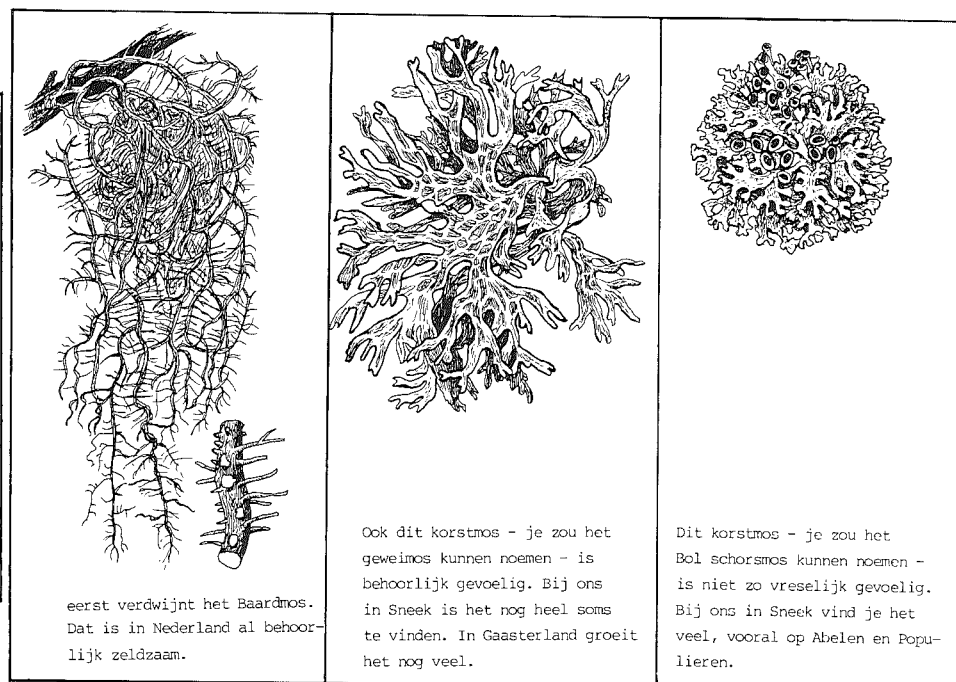 eerst verdwijnt het Baardmos.
Dat is in Nederland al behoor-
lijk zeldzaam.
Ook dit korstmos - je zou het
geweimos kunnen noemen - is
behoorlijk gevoelig. Bij ons
in Sneek is het nog heel soms
te vinden. In Gaasterland groeit
het nog veel.
Dit korstmos - je zou het
Bol schorsmos kunnen noemen -
is niet zo vreselijk gevoelig.
Bij ons in Sneek vind je het
veel, vooral op Abelen en Popu-
lieren.